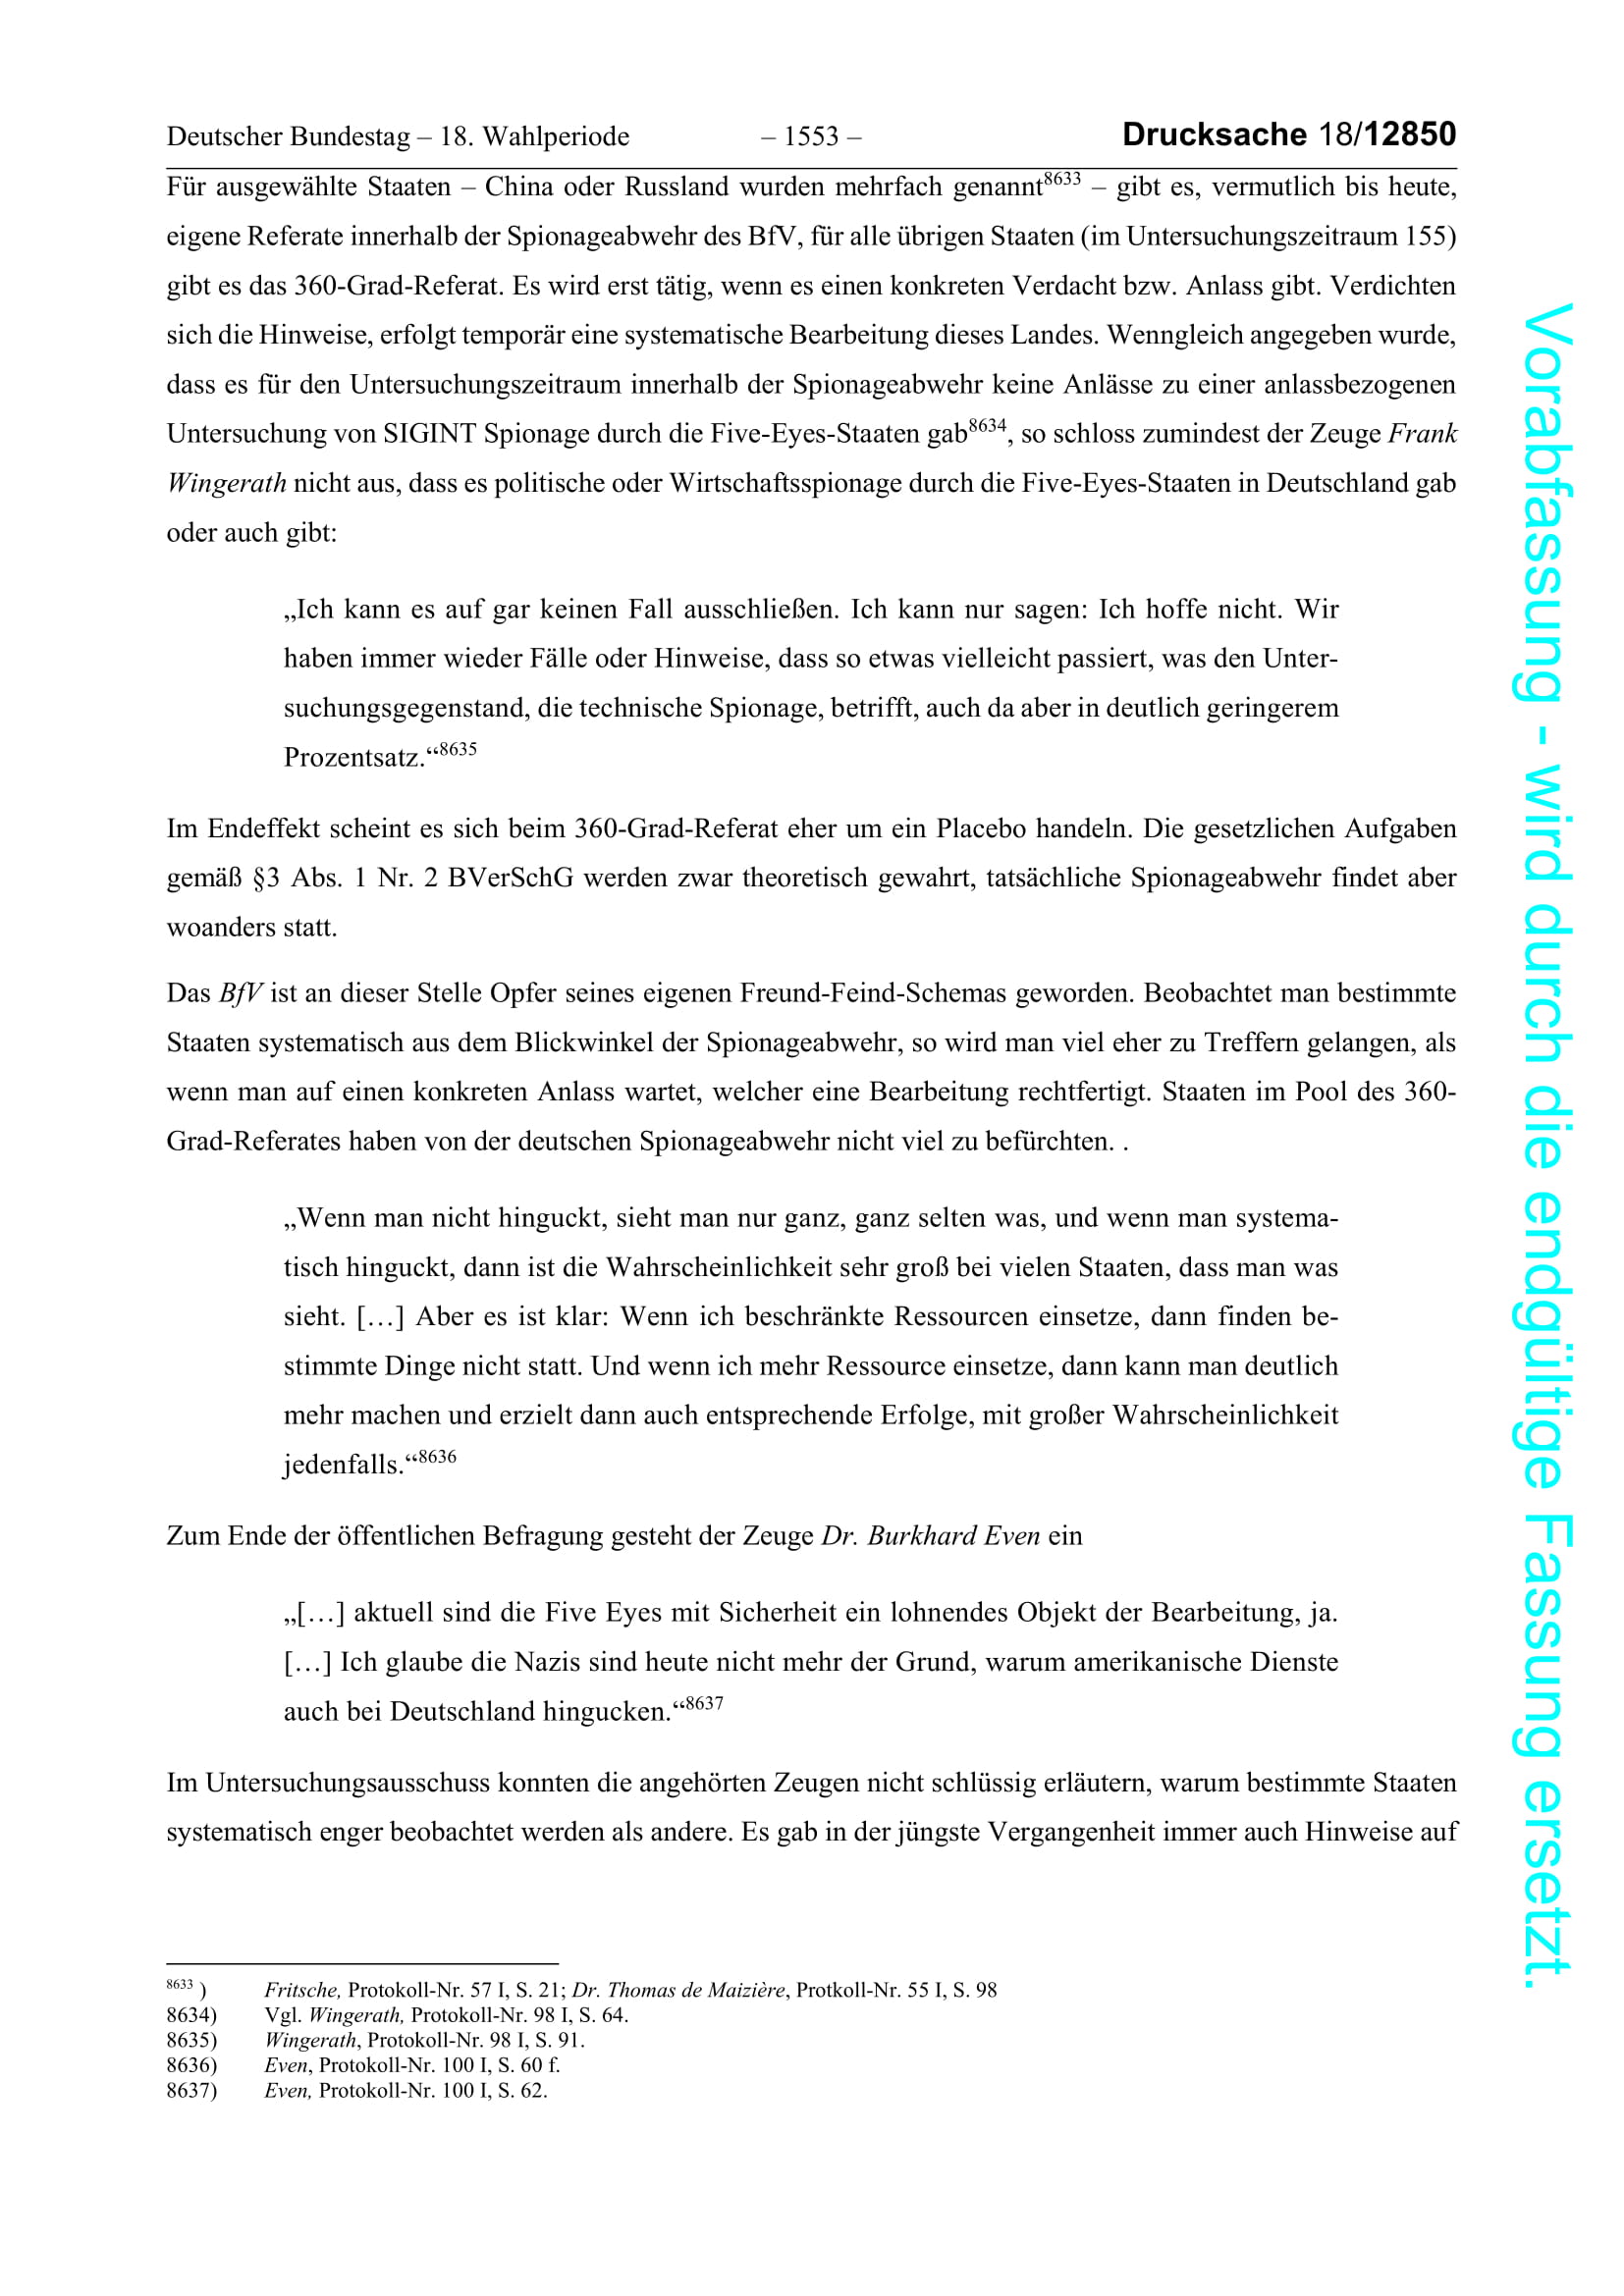 Deutscher Bundestag – 18. Wahlperiode – 1553 – Drucksache 18/12850
Für ausgewählte Staaten – China oder Russland wurden mehrfach genannt8633 – gibt es, vermutlich bis heute,
eigene Referate innerhalb der Spionageabwehr des BfV, für alle übrigen Staaten (im Untersuchungszeitraum 155)
gibt es das 360-Grad-Referat. Es wird erst tätig, wenn es einen konkreten Verdacht bzw. Anlass gibt. Verdichten
sich die Hinweise, erfolgt temporär eine systematische Bearbeitung dieses Landes. Wenngleich angegeben wurde,
dass es für den Untersuchungszeitraum innerhalb der Spionageabwehr keine Anlässe zu einer anlassbezogenen
Untersuchung von SIGINT Spionage durch die Five-Eyes-Staaten gab8634, so schloss zumindest der Zeuge Frank
Wingerath nicht aus, dass es politische oder Wirtschaftsspionage durch die Five-Eyes-Staaten in Deutschland gab
oder auch gibt:
„Ich kann es auf gar keinen Fall ausschließen. Ich kann nur sagen: Ich hoffe nicht. Wir
haben immer wieder Fälle oder Hinweise, dass so etwas vielleicht passiert, was den Unter-
suchungsgegenstand, die technische Spionage, betrifft, auch da aber in deutlich geringerem
Prozentsatz.“8635
Im Endeffekt scheint es sich beim 360-Grad-Referat eher um ein Placebo handeln. Die gesetzlichen Aufgaben
gemäß §3 Abs. 1 Nr. 2 BVerSchG werden zwar theoretisch gewahrt, tatsächliche Spionageabwehr findet aber
woanders statt.
Das BfV ist an dieser Stelle Opfer seines eigenen Freund-Feind-Schemas geworden. Beobachtet man bestimmte
Staaten systematisch aus dem Blickwinkel der Spionageabwehr, so wird man viel eher zu Treffern gelangen, als
wenn man auf einen konkreten Anlass wartet, welcher eine Bearbeitung rechtfertigt. Staaten im Pool des 360-
Grad-Referates haben von der deutschen Spionageabwehr nicht viel zu befürchten. .
„Wenn man nicht hinguckt, sieht man nur ganz, ganz selten was, und wenn man systema-
tisch hinguckt, dann ist die Wahrscheinlichkeit sehr groß bei vielen Staaten, dass man was
sieht. […] Aber es ist klar: Wenn ich beschränkte Ressourcen einsetze, dann finden be-
stimmte Dinge nicht statt. Und wenn ich mehr Ressource einsetze, dann kann man deutlich
mehr machen und erzielt dann auch entsprechende Erfolge, mit großer Wahrscheinlichkeit
jedenfalls.“8636
Zum Ende der öffentlichen Befragung gesteht der Zeuge Dr. Burkhard Even ein
„[…] aktuell sind die Five Eyes mit Sicherheit ein lohnendes Objekt der Bearbeitung, ja.
[…] Ich glaube die Nazis sind heute nicht mehr der Grund, warum amerikanische Dienste
auch bei Deutschland hingucken.“8637
Im Untersuchungsausschuss konnten die angehörten Zeugen nicht schlüssig erläutern, warum bestimmte Staaten
systematisch enger beobachtet werden als andere. Es gab in der jüngste Vergangenheit immer auch Hinweise auf
8633 ) Fritsche, Protokoll-Nr. 57 I, S. 21; Dr. Thomas de Maizière, Protkoll-Nr. 55 I, S. 98
8634) Vgl. Wingerath, Protokoll-Nr. 98 I, S. 64.
8635) Wingerath, Protokoll-Nr. 98 I, S. 91.
8636) Even, Protokoll-Nr. 100 I, S. 60 f.
8637) Even, Protokoll-Nr. 100 I, S. 62.
Vorabfassung - wird durch die endgültige Fassung ersetzt.